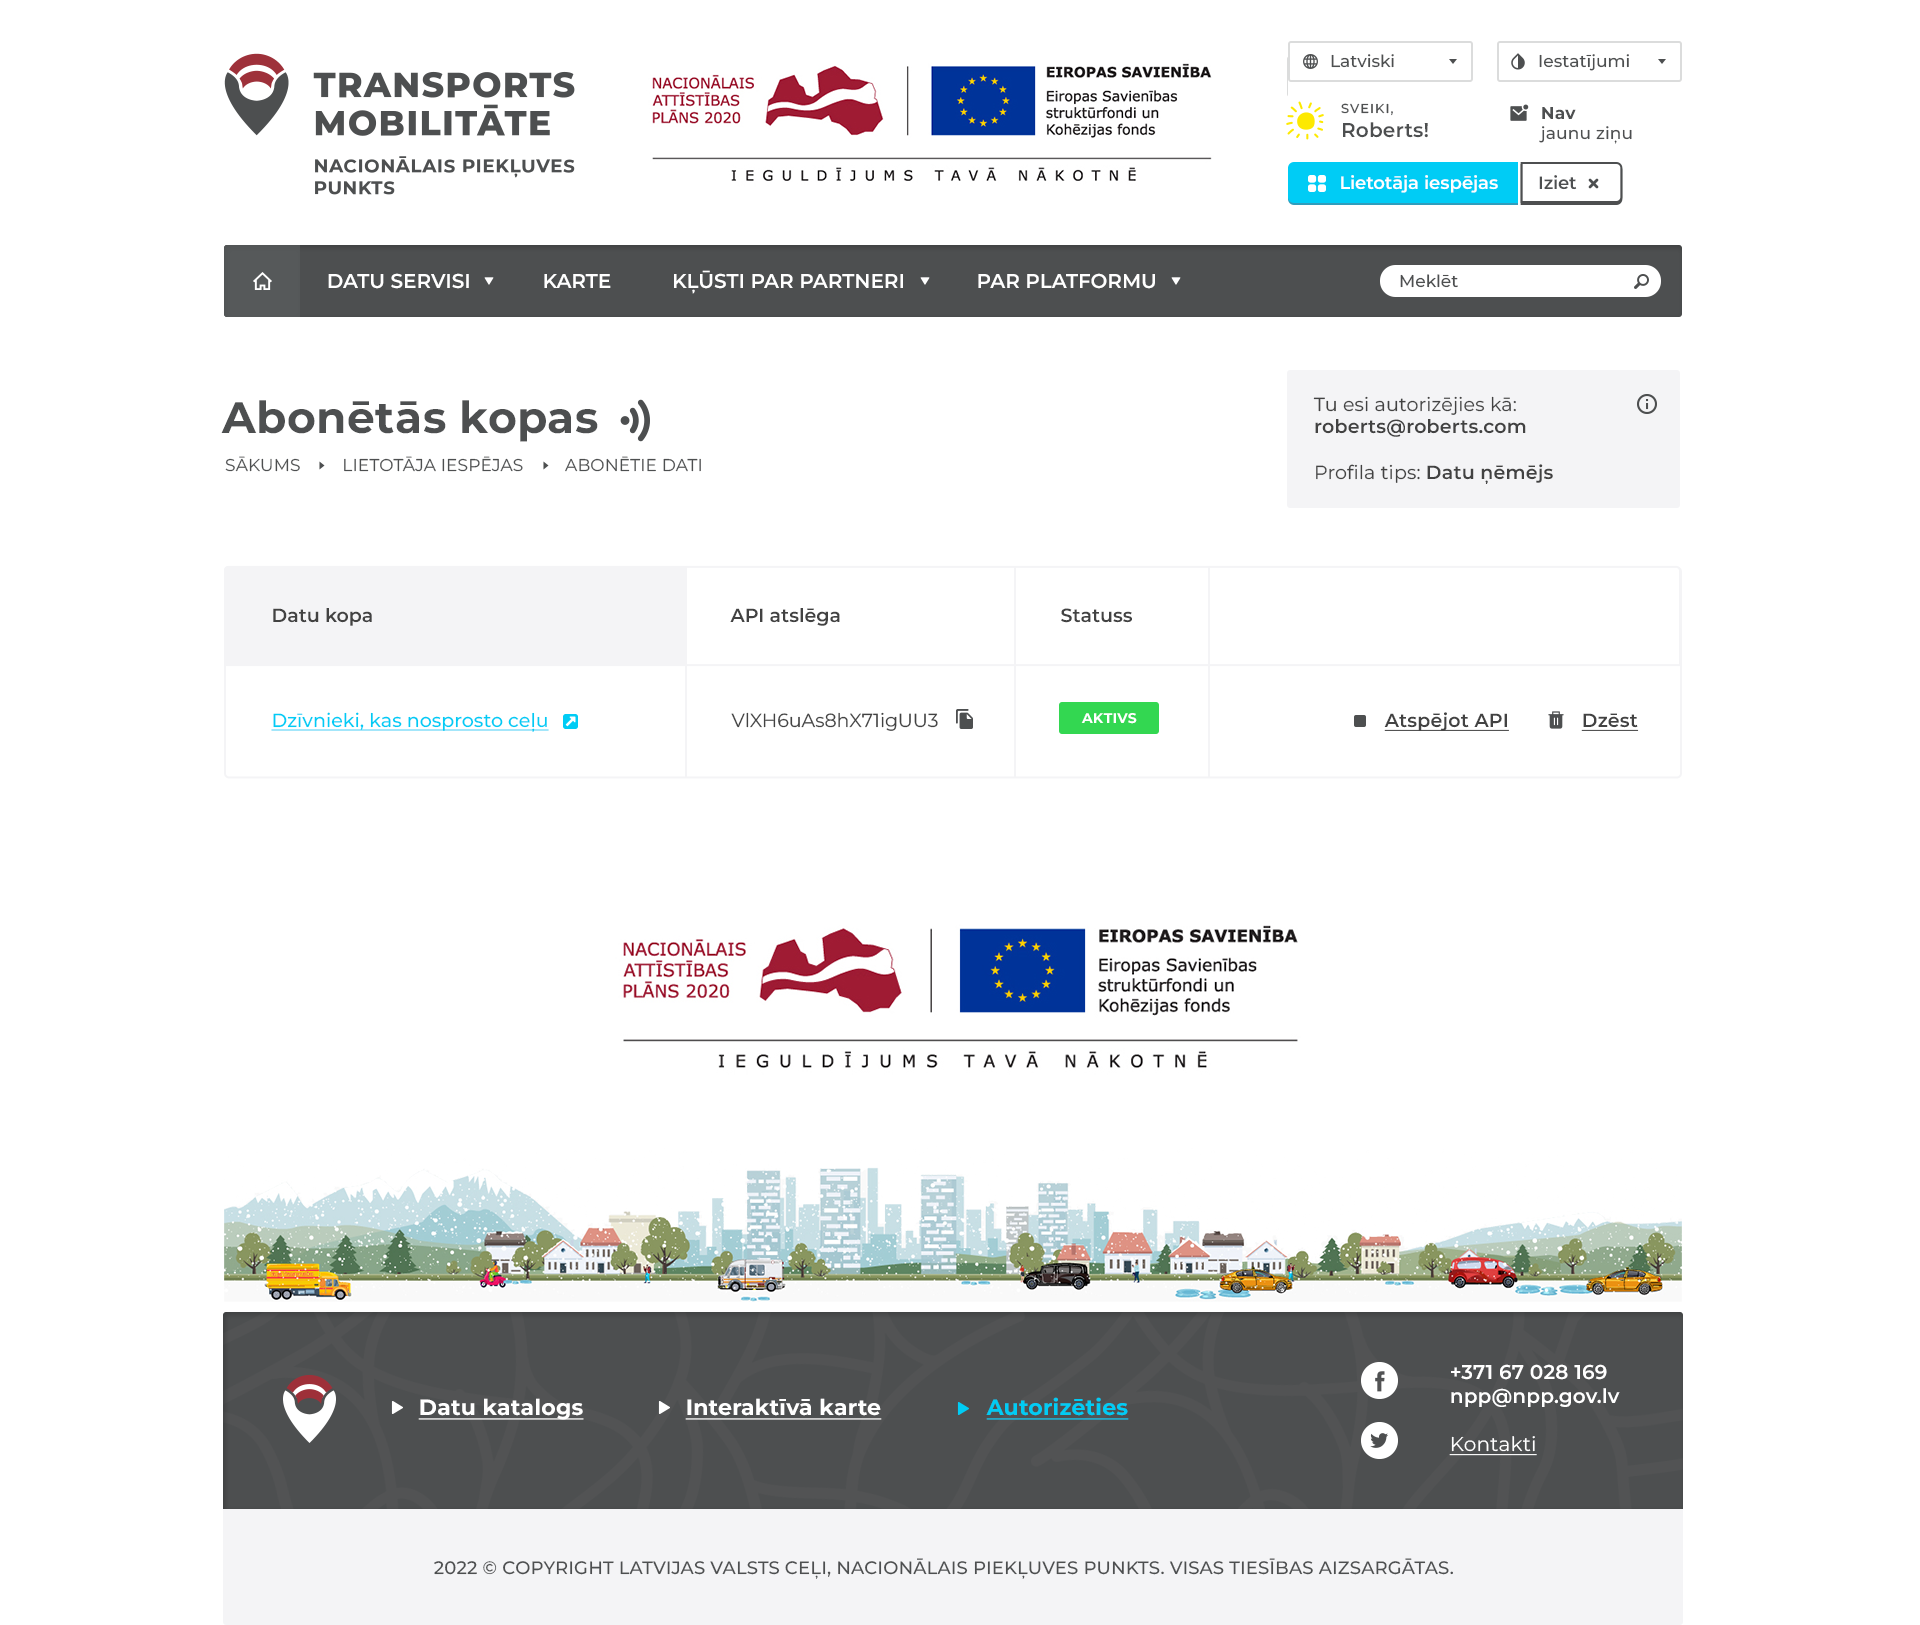 TRANSPORTS
MOBILITĀTE
NACIONĀLAIS PIEKĻUVES
PUNKTS
NACIONĀLAIS
ATTĪSTĪBAS
PLĀNS 2020
EIROPAS SAVIENĪBA
Eiropas Savienības
struktūrfondi un
Kohēzijas fonds
IEGULDĪJUMS TAVĀ NĀKOTNĒ
Latviski
Iestatījumi
SVEIKI,
Roberts!
Nav
jaunu ziņu
Lietotāja iespējas
Iziet
DATU SERVISI
KARTE
KĻŪSTI PAR PARTNERI
PAR PLATFORMU
Meklēt
Abonētās kopas
SĀKUMS
LIETOTĀJA IESPĒJAS
ABONĒTIE DATI
Tu esi autorizējies kā:
roberts@roberts.com
Profila tips: Datu ņēmējs
Datu kopa
API atslēga
Statuss
Dzīvnieki, kas nosprosto ceļu
VlXH6uAs8hX71igUU3
AKTIVS
Atspējot API
Dzēst
NACIONĀLAIS
ATTĪSTĪBAS
PLĀNS 2020
EIROPAS SAVIENĪBA
Eiropas Savienības
struktūrfondi un
Kohēzijas fonds
IEGULDĪJUMS TAVĀ NĀKOTNĒ
Datu katalogs
Interaktīvā karte
Autorizēties
+371 67 028 169
npp@npp.gov.lv
Kontakti
2022 © COPYRIGHT LATVIJAS VALSTS CEĻI, NACIONĀLAIS PIEKĻUVES PUNKTS. VISAS TIESĪBAS AIZSARGĀTAS.